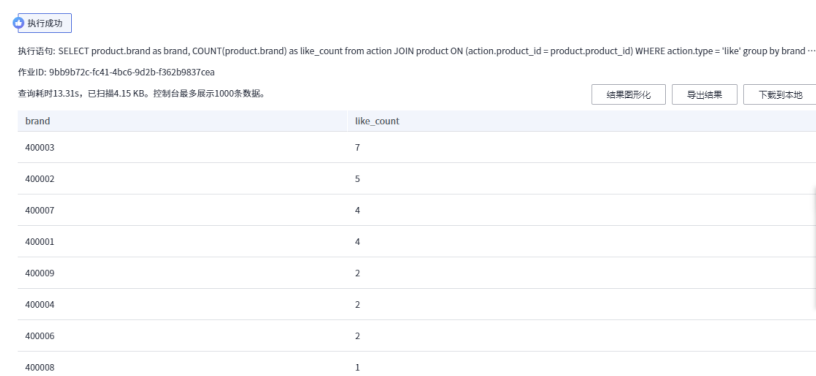 执行成功
执行语句: SELECT product.brand as brand, COUNT(product.brand) as like_count from action JOIN product ON (action.product_id = product.product_id) WHERE action.type = 'like' group by brand ···
作业ID: 9bb9b72c-fc41-4bc6-9d2b-f362b9837cea
查询耗时13.31s，已扫描4.15 KB。控制台最多展示1000条数据。 结果图形化 导出结果 下载到本地
brand like_count
400003 7
400002 5
400007 4
400001 4
400009 2
400004 2
400006 2
400008 1